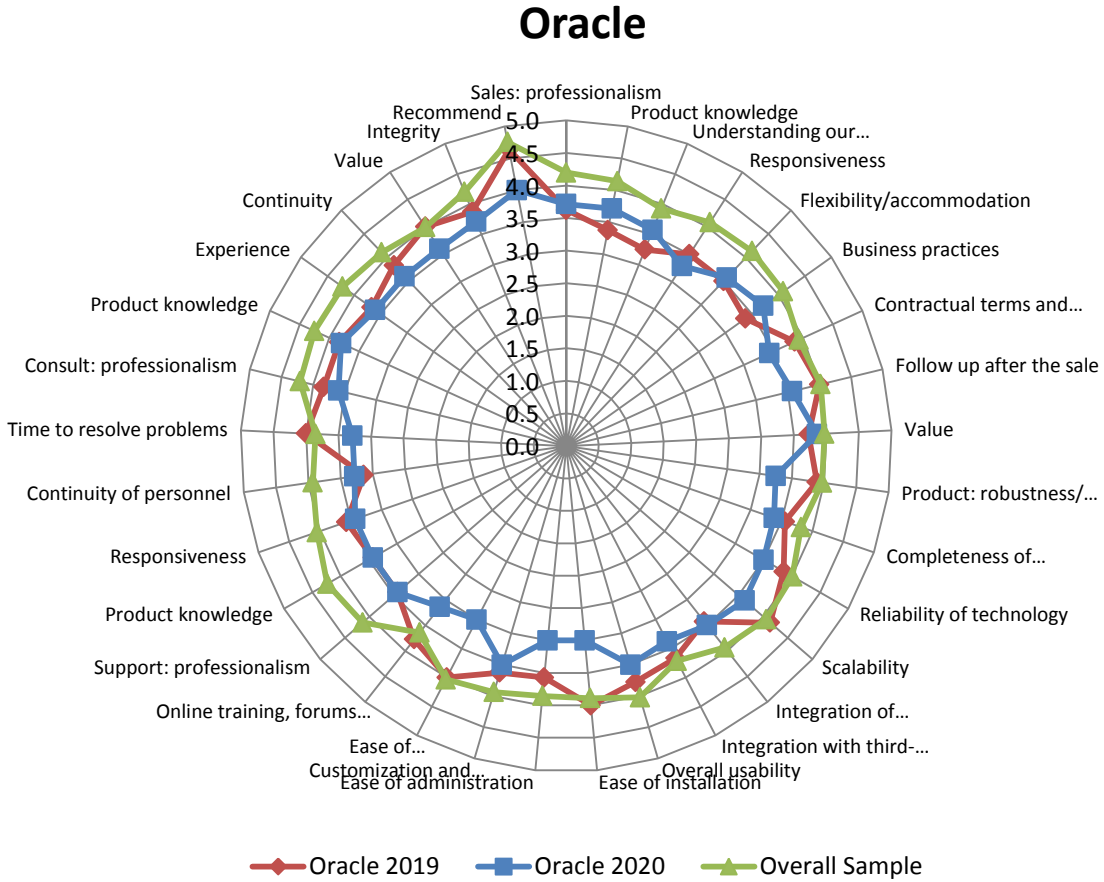 Oracle
Sales: professionalism
Product knowledge
Understanding our...
Responsiveness
Flexibility/accommodation
Business practices
Contractual terms and...
Follow up after the sale
Value
Product: robustness/...
Completeness of...
Reliability of technology
Scalability
Integration of...
Integration with third-...
Overall usability
Ease of installation
Ease of administration
Customization and...
Ease of...
Online training, forums...
Support: professionalism
Product knowledge
Responsiveness
Continuity of personnel
Time to resolve problems
Consult: professionalism
Product knowledge
Experience
Continuity
Value
Integrity
Recommend
5.0
4.5
4.0
3.5
3.0
2.5
2.0
1.5
1.0
0.5
0.0
Oracle 2019
Oracle 2020
Overall Sample